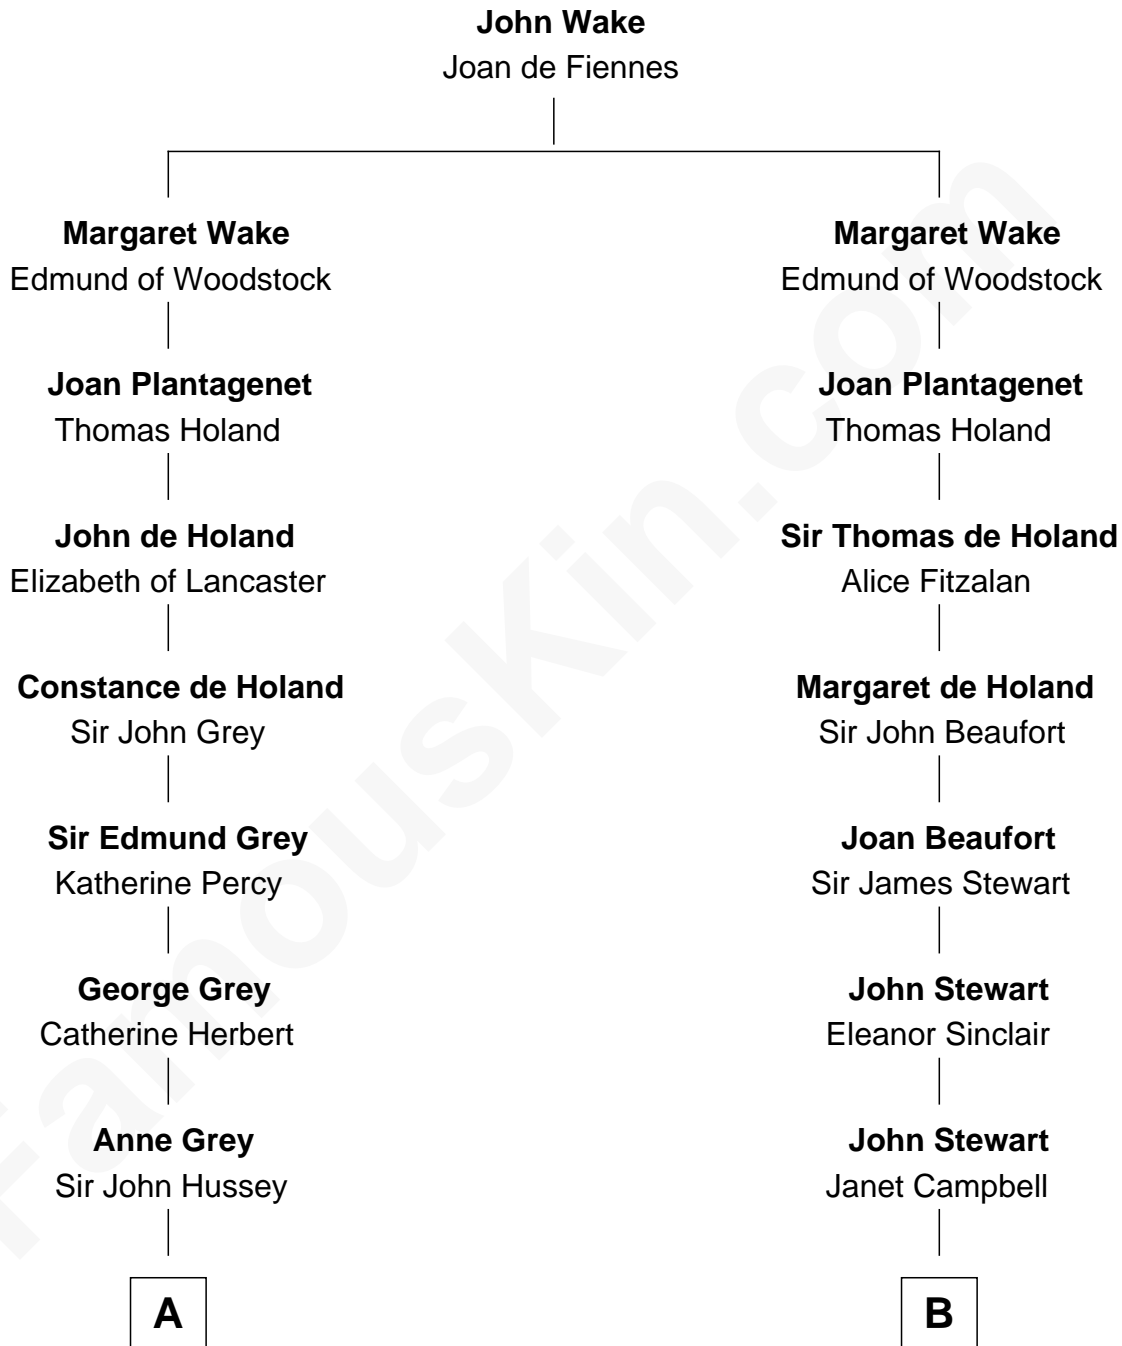 John Wake
Joan de Fiennes
Margaret Wake
Edmund of Woodstock
Margaret Wake
Edmund of Woodstock
Joan Plantagenet
Thomas Holand
Joan Plantagenet
Thomas Holand
John de Holand
Elizabeth of Lancaster
Sir Thomas de Holand
Alice Fitzalan
Constance de Holand
Sir John Grey
Margaret de Holand
Sir John Beaufort
Sir Edmund Grey
Katherine Percy
Joan Beaufort
Sir James Stewart
George Grey
Catherine Herbert
John Stewart
Eleanor Sinclair
Anne Grey
Sir John Hussey
John Stewart
Janet Campbell
A
B
FamousKin.com